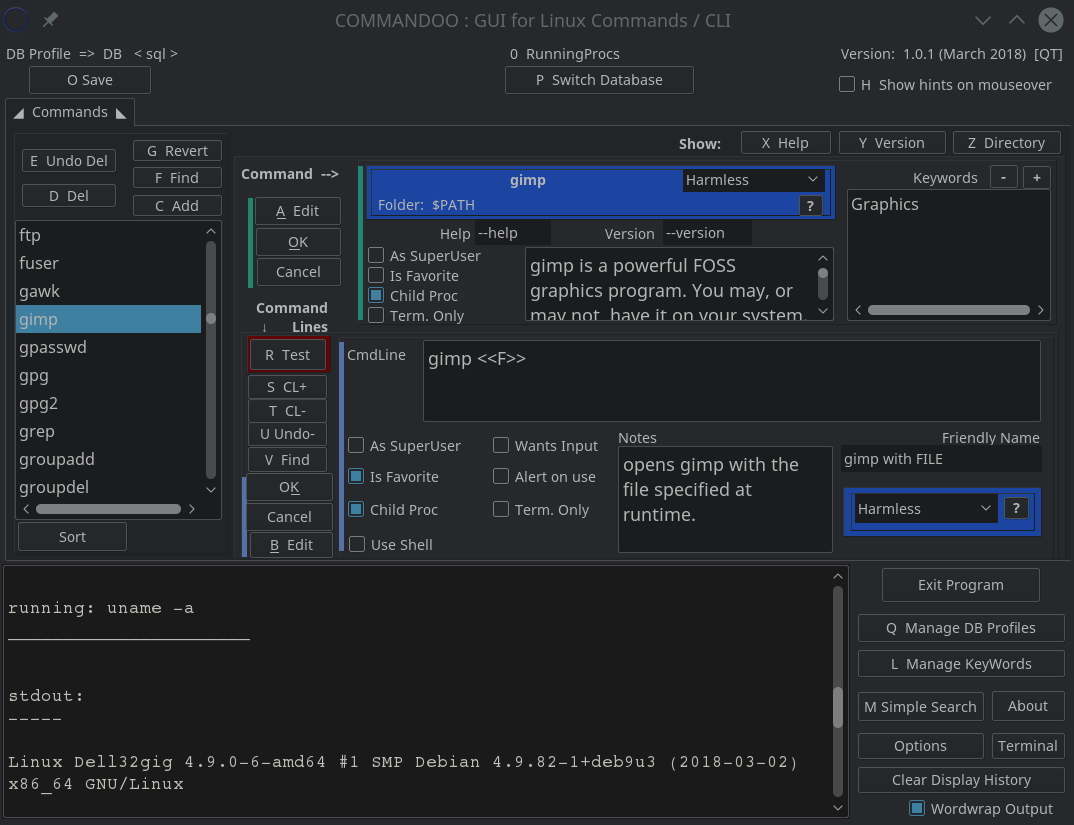 COMMANDOO : GUI for Linux Commands / CLI
DB Profile => DB < sql >
0 RunningProcs
Version: 1.0.1 (March 2018) [QT]
O Save
P Switch Database
H Show hints on mouseover
Commands
E Undo Del
G Revert
D Del
F Find
C Add
ftp
fuser
gawk
gimp
gpasswd
gpg
gpg2
grep
groupadd
groupdel
Sort
Show:
X Help
Y Version
Z Directory
Command -->
A Edit
OK
Cancel
gimp
Harmless
Folder: $PATH
?
Help --help
Version --version
As SuperUser
Is Favorite
Child Proc
Term. Only
gimp is a powerful FOSS
graphics program. You may, or
may not, have it on your system.
Keywords - +
Graphics
Command
↓ Lines
R Test
S CL+
T CL-
U Undo-
V Find
OK
Cancel
B Edit
CmdLine
gimp <<F>>
As SuperUser
Wants Input
Is Favorite
Alert on use
Child Proc
Term. Only
Use Shell
Notes
opens gimp with the
file specified at
runtime.
Friendly Name
gimp with FILE
Harmless
?
running: uname -a
______________________
stdout:
-----
Linux Dell32gig 4.9.0-6-amd64 #1 SMP Debian 4.9.82-1+deb9u3 (2018-03-02)
x86_64 GNU/Linux
Exit Program
Q Manage DB Profiles
L Manage KeyWords
M Simple Search
About
Options
Terminal
Clear Display History
Wordwrap Output